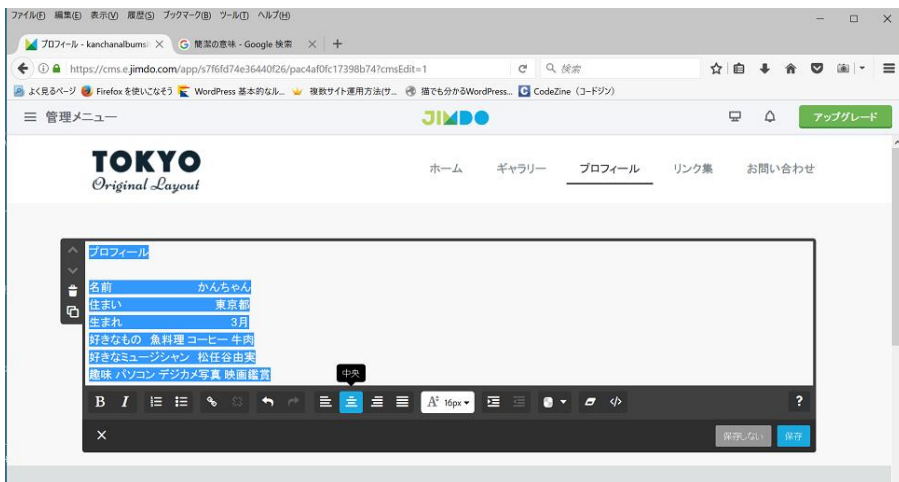 ファイル(F) 編集(E) 表示(V) 履歴(S) ブックマーク(B) ツール(T) ヘルプ(H)
プロフィール - kanchanalbums 簡潔の意味 - Google 検索
https://cms.e.jimdo.com/app/s7f6fd74e36440f26/pac4af0fc17398b74?cmsEdit=1 検索
よく見るページ Firefox を使いこなそう WordPress 基本的なル... 複数サイト運用方法(サ... 猫でも分かるWordPress... CodeZine（コードジン）
管理メニュー JIMDO アップグレード
TOKYO
Original Layout
ホーム ギャラリー プロフィール リンク集 お問い合わせ
プロフィール
名前 かんちゃん
住まい 東京都
生まれ 3月
好きなもの 魚料理 コーヒー 牛肉
好きなミュージシャン 松任谷由実
趣味 パソコン デジカメ写真 映画鑑賞
中央
B I A 16px ?
保存しない 保存